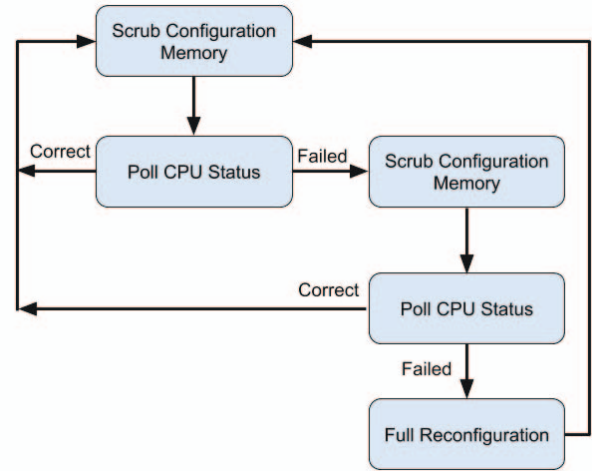 Scrub Configuration
Memory
Correct
Poll CPU Status
Failed
Scrub Configuration
Memory
Correct
Poll CPU Status
Failed
Full Reconfiguration